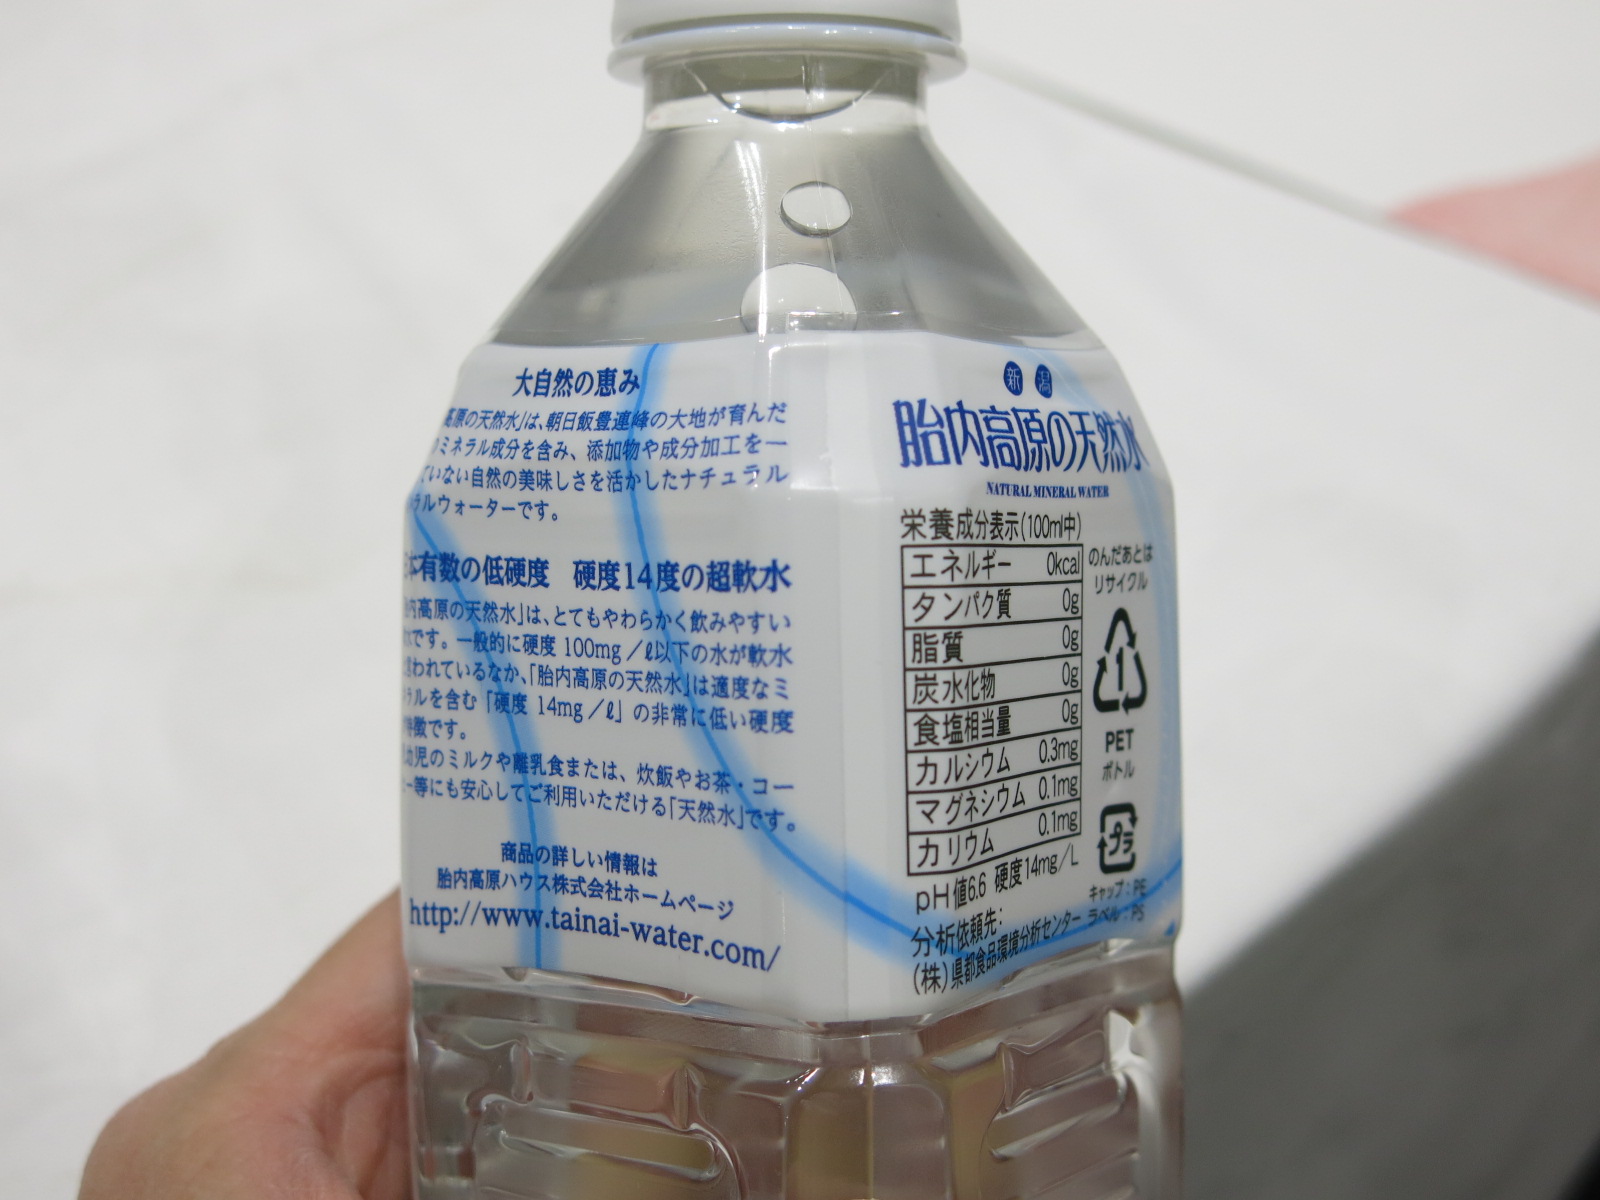 大自然の恵み
高原の天然水」は、朝日飯豊連峰の大地が育んだ
ミネラル成分を含み、添加物や成分加工を一
ていない自然の美味しさを活かしたナチュラル
ラルウォーターです。
日本有数の低硬度 硬度14度の超軟水
内高原の天然水」は、とてもやわらかく飲みやすい
水です。一般的に硬度 100mg/ℓ以下の水が軟水
言われているなか、「胎内高原の天然水」は適度なミ
ラルを含む「硬度 14mg/ℓ」の非常に低い硬度
特徴です。
幼児のミルクや離乳食または、炊飯やお茶・コー
ー等にも安心してご利用いただける「天然水」です。
商品の詳しい情報は
胎内高原ハウス株式会社ホームページ
http://www.tainai-water.com/
新潟
胎内高原の天然水
NATURAL MINERAL WATER
栄養成分表示(100ml中)
エネルギー 0kcal
タンパク質 0g
脂質 0g
炭水化物 0g
食塩相当量 0g
カルシウム 0.3mg
マグネシウム 0.1mg
カリウム 0.1mg
pH値6.6 硬度14mg/L
分析依頼先:
(株)県都食品環境分析センター
のんだあとは
リサイクル
1
PET
ボトル
プラ
キャップ:PE
ラベル:PS